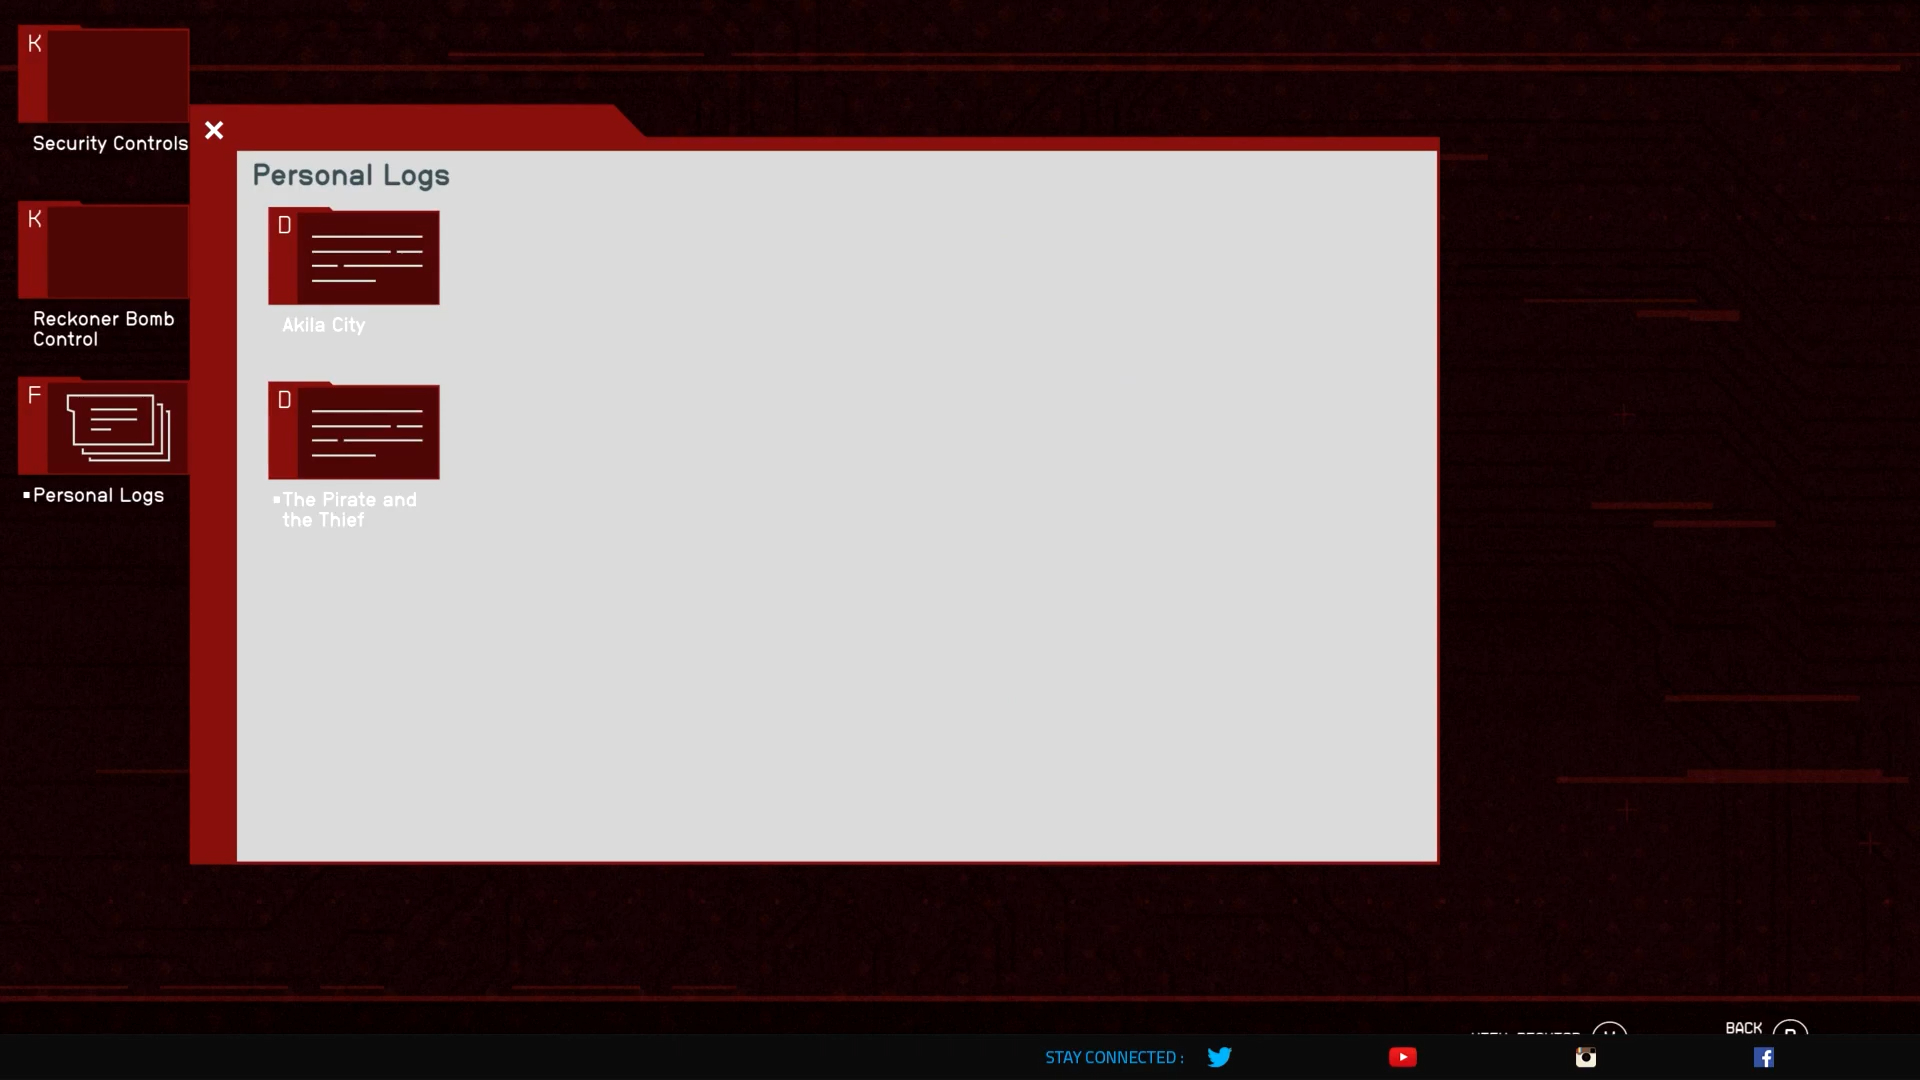 K
Security Controls
K
Reckoner Bomb
Control
F
Personal Logs
Personal Logs
D
Akila City
D
The Pirate and
the Thief
BACK
STAY CONNECTED :